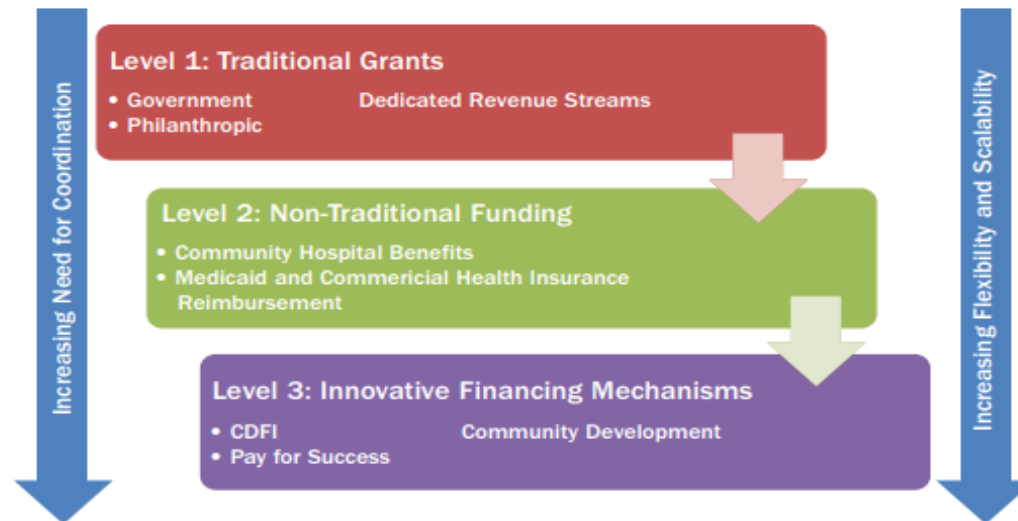 Increasing Need for Coordination
Level 1: Traditional Grants
• Government Dedicated Revenue Streams
• Philanthropic
Level 2: Non-Traditional Funding
• Community Hospital Benefits
• Medicaid and Commericial Health Insurance
Reimbursement
Level 3: Innovative Financing Mechanisms
• CDFI Community Development
• Pay for Success
Increasing Flexibility and Scalability